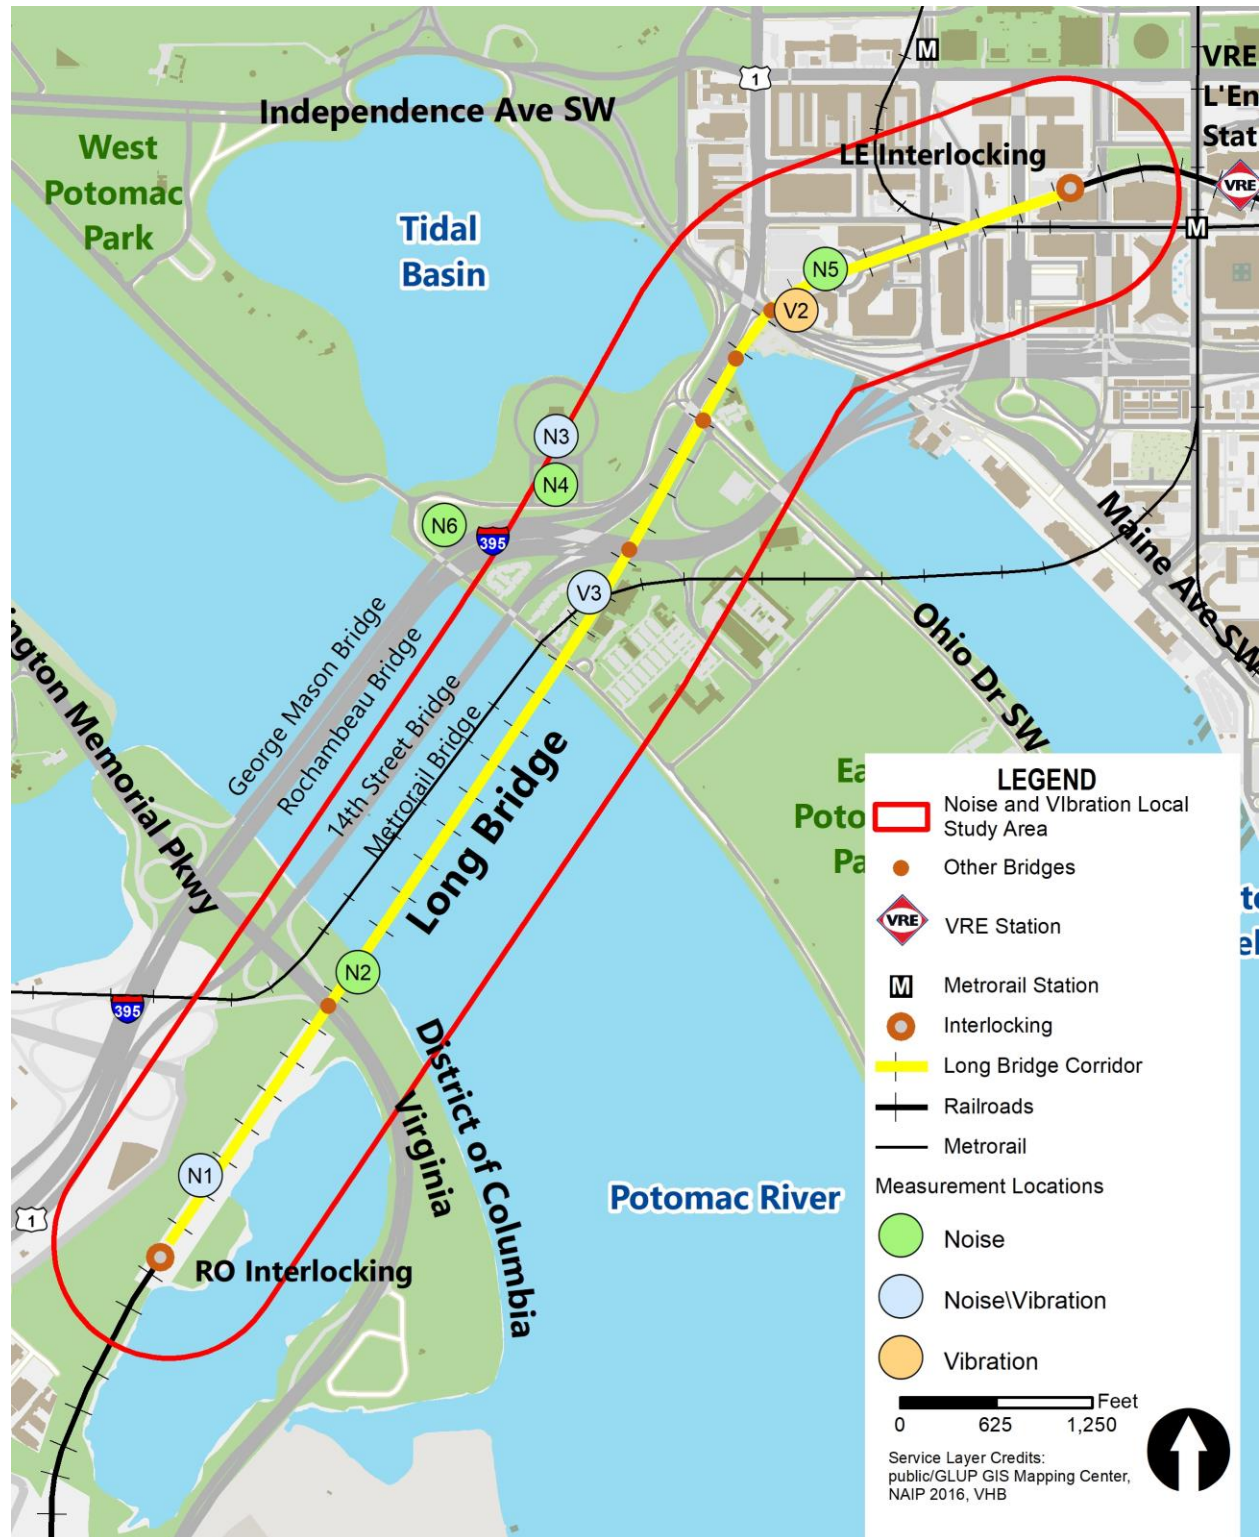 1
M
VRE
L'En
Stat
Independence Ave SW
LE Interlocking
West
Potomac
Park
VRE
M
Tidal
Basin
N5
V2
N3
N4
N6
395
V3
Maine Ave SW
Ohio Dr SW
ington Memorial Pkwy
George Mason Bridge
Rochambeau Bridge
14th Street Bridge
Metrorail Bridge
Long Bridge
Ea
Poto
Pa
N2
395
District of Columbia
Virginia
N1
Potomac River
1
RO Interlocking
LEGEND
Noise and VIbration Local
Study Area
Other Bridges
VRE
VRE Station
M
Metrorail Station
Interlocking
Long Bridge Corridor
Railroads
Metrorail
Measurement Locations
Noise
Noise\Vibration
Vibration
Feet
0 625 1,250
Service Layer Credits:
public/GLUP GIS Mapping Center,
NAIP 2016, VHB